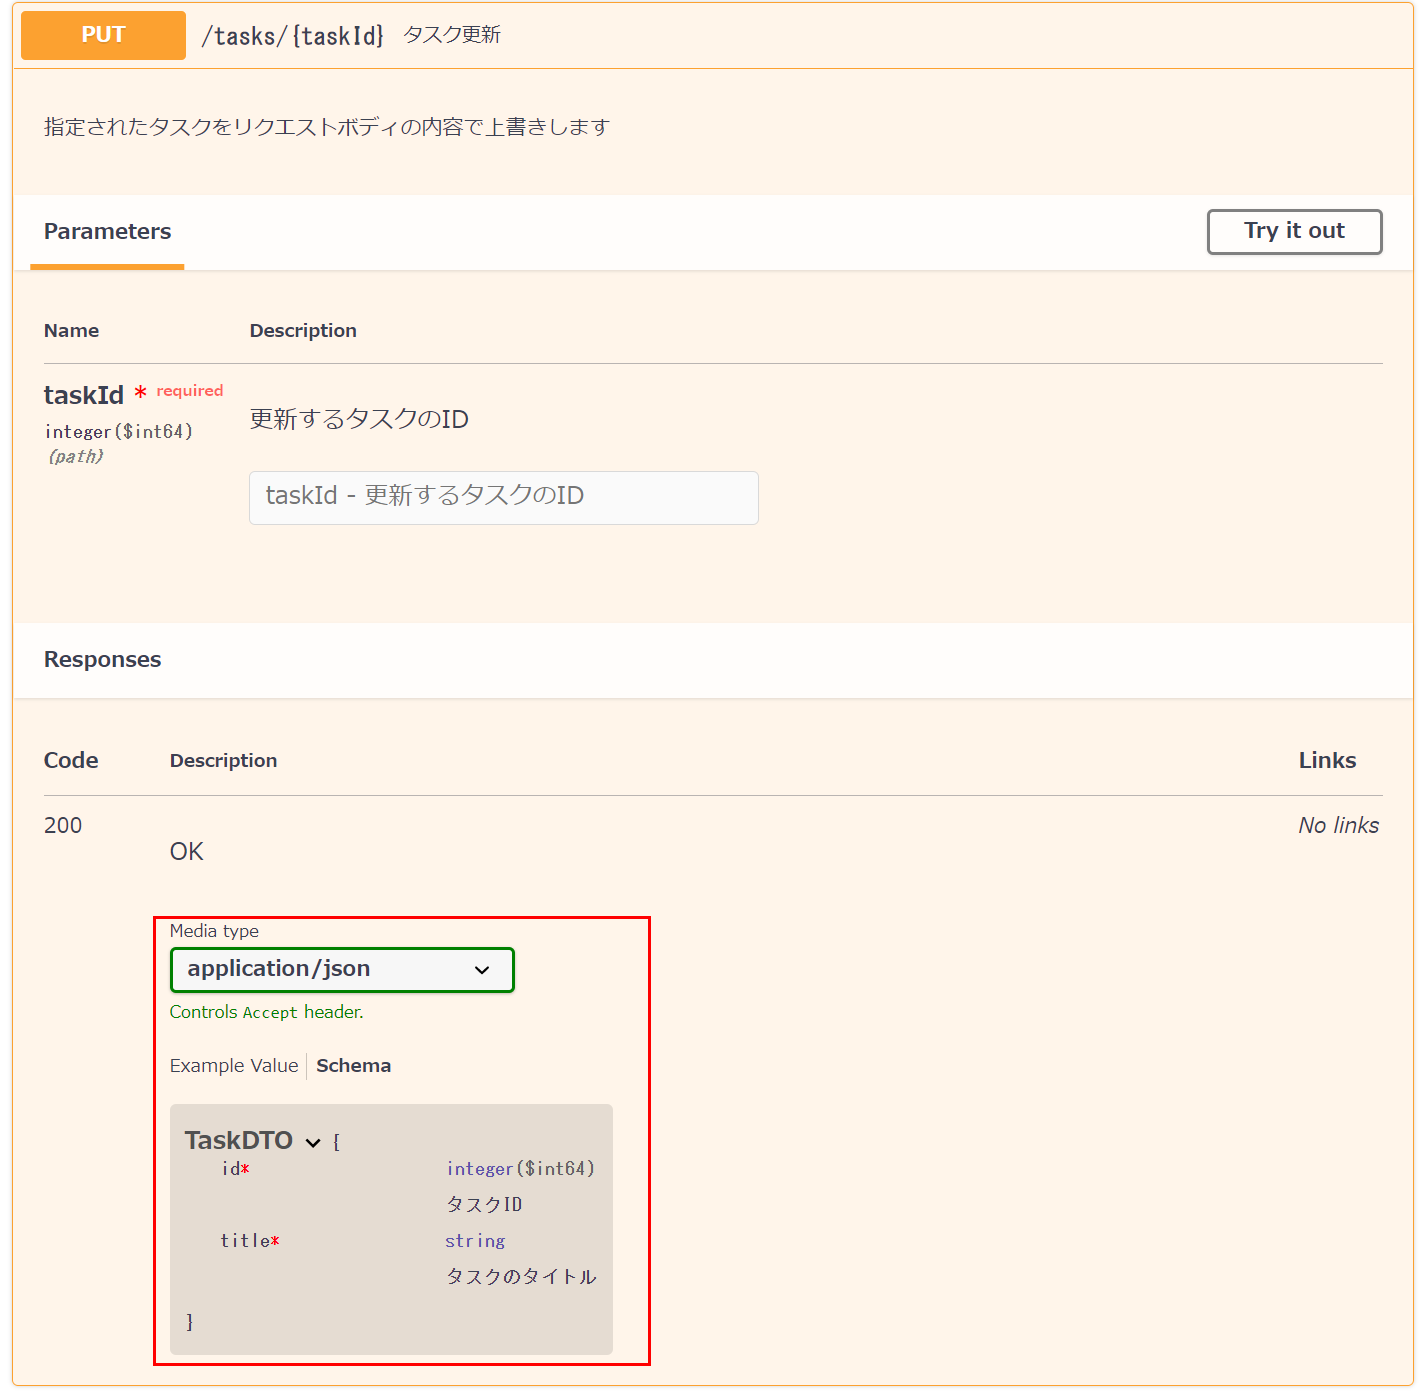 PUT /tasks/{taskId} タスク更新
指定されたタスクをリクエストボディの内容で上書きします
Parameters
Try it out
Name Description
taskId * required
integer($int64)
(path)
更新するタスクのID
taskId - 更新するタスクのID
Responses
Code Description Links
200
OK
No links
Media type
application/json
Controls Accept header.
Example Value Schema
TaskDTO {
id* integer($int64)
タスクID
title* string
タスクのタイトル
}